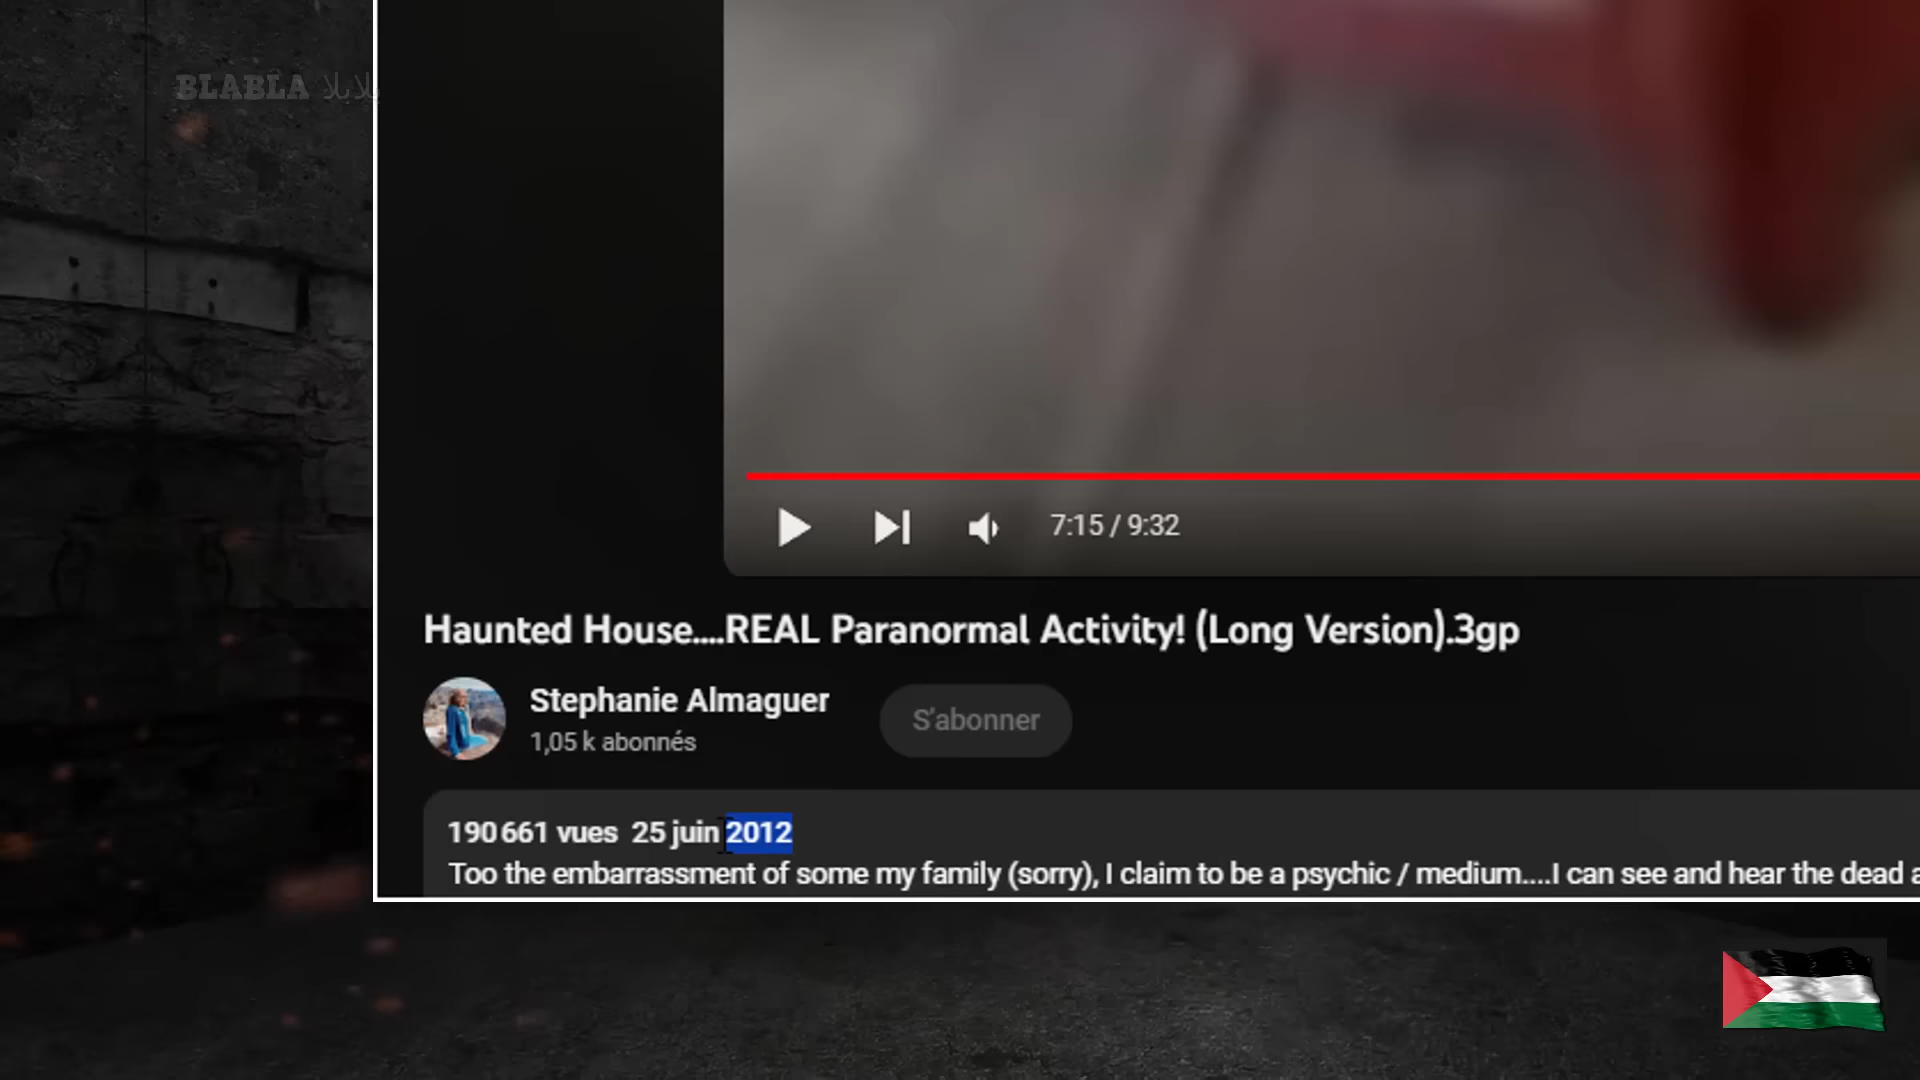 BLABLA بلابلا
7:15 / 9:32
Haunted House....REAL Paranormal Activity! (Long Version).3gp
Stephanie Almaguer
1,05 k abonnés
S'abonner
190 661 vues 25 juin 2012
Too the embarrassment of some my family (sorry), I claim to be a psychic / medium....I can see and hear the dead a